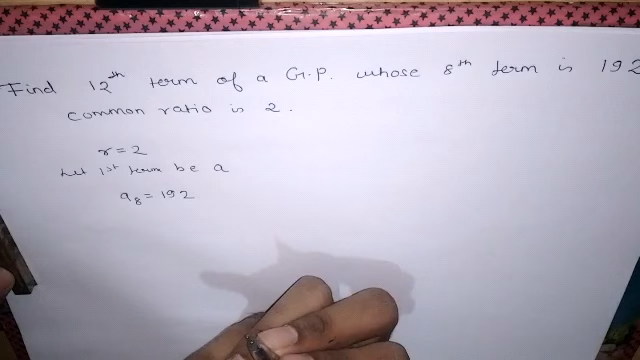 Find 12th term of a G.P. whose 8th term is 192
common ratio is 2.
r = 2
Let 1st term be a
a8 = 192